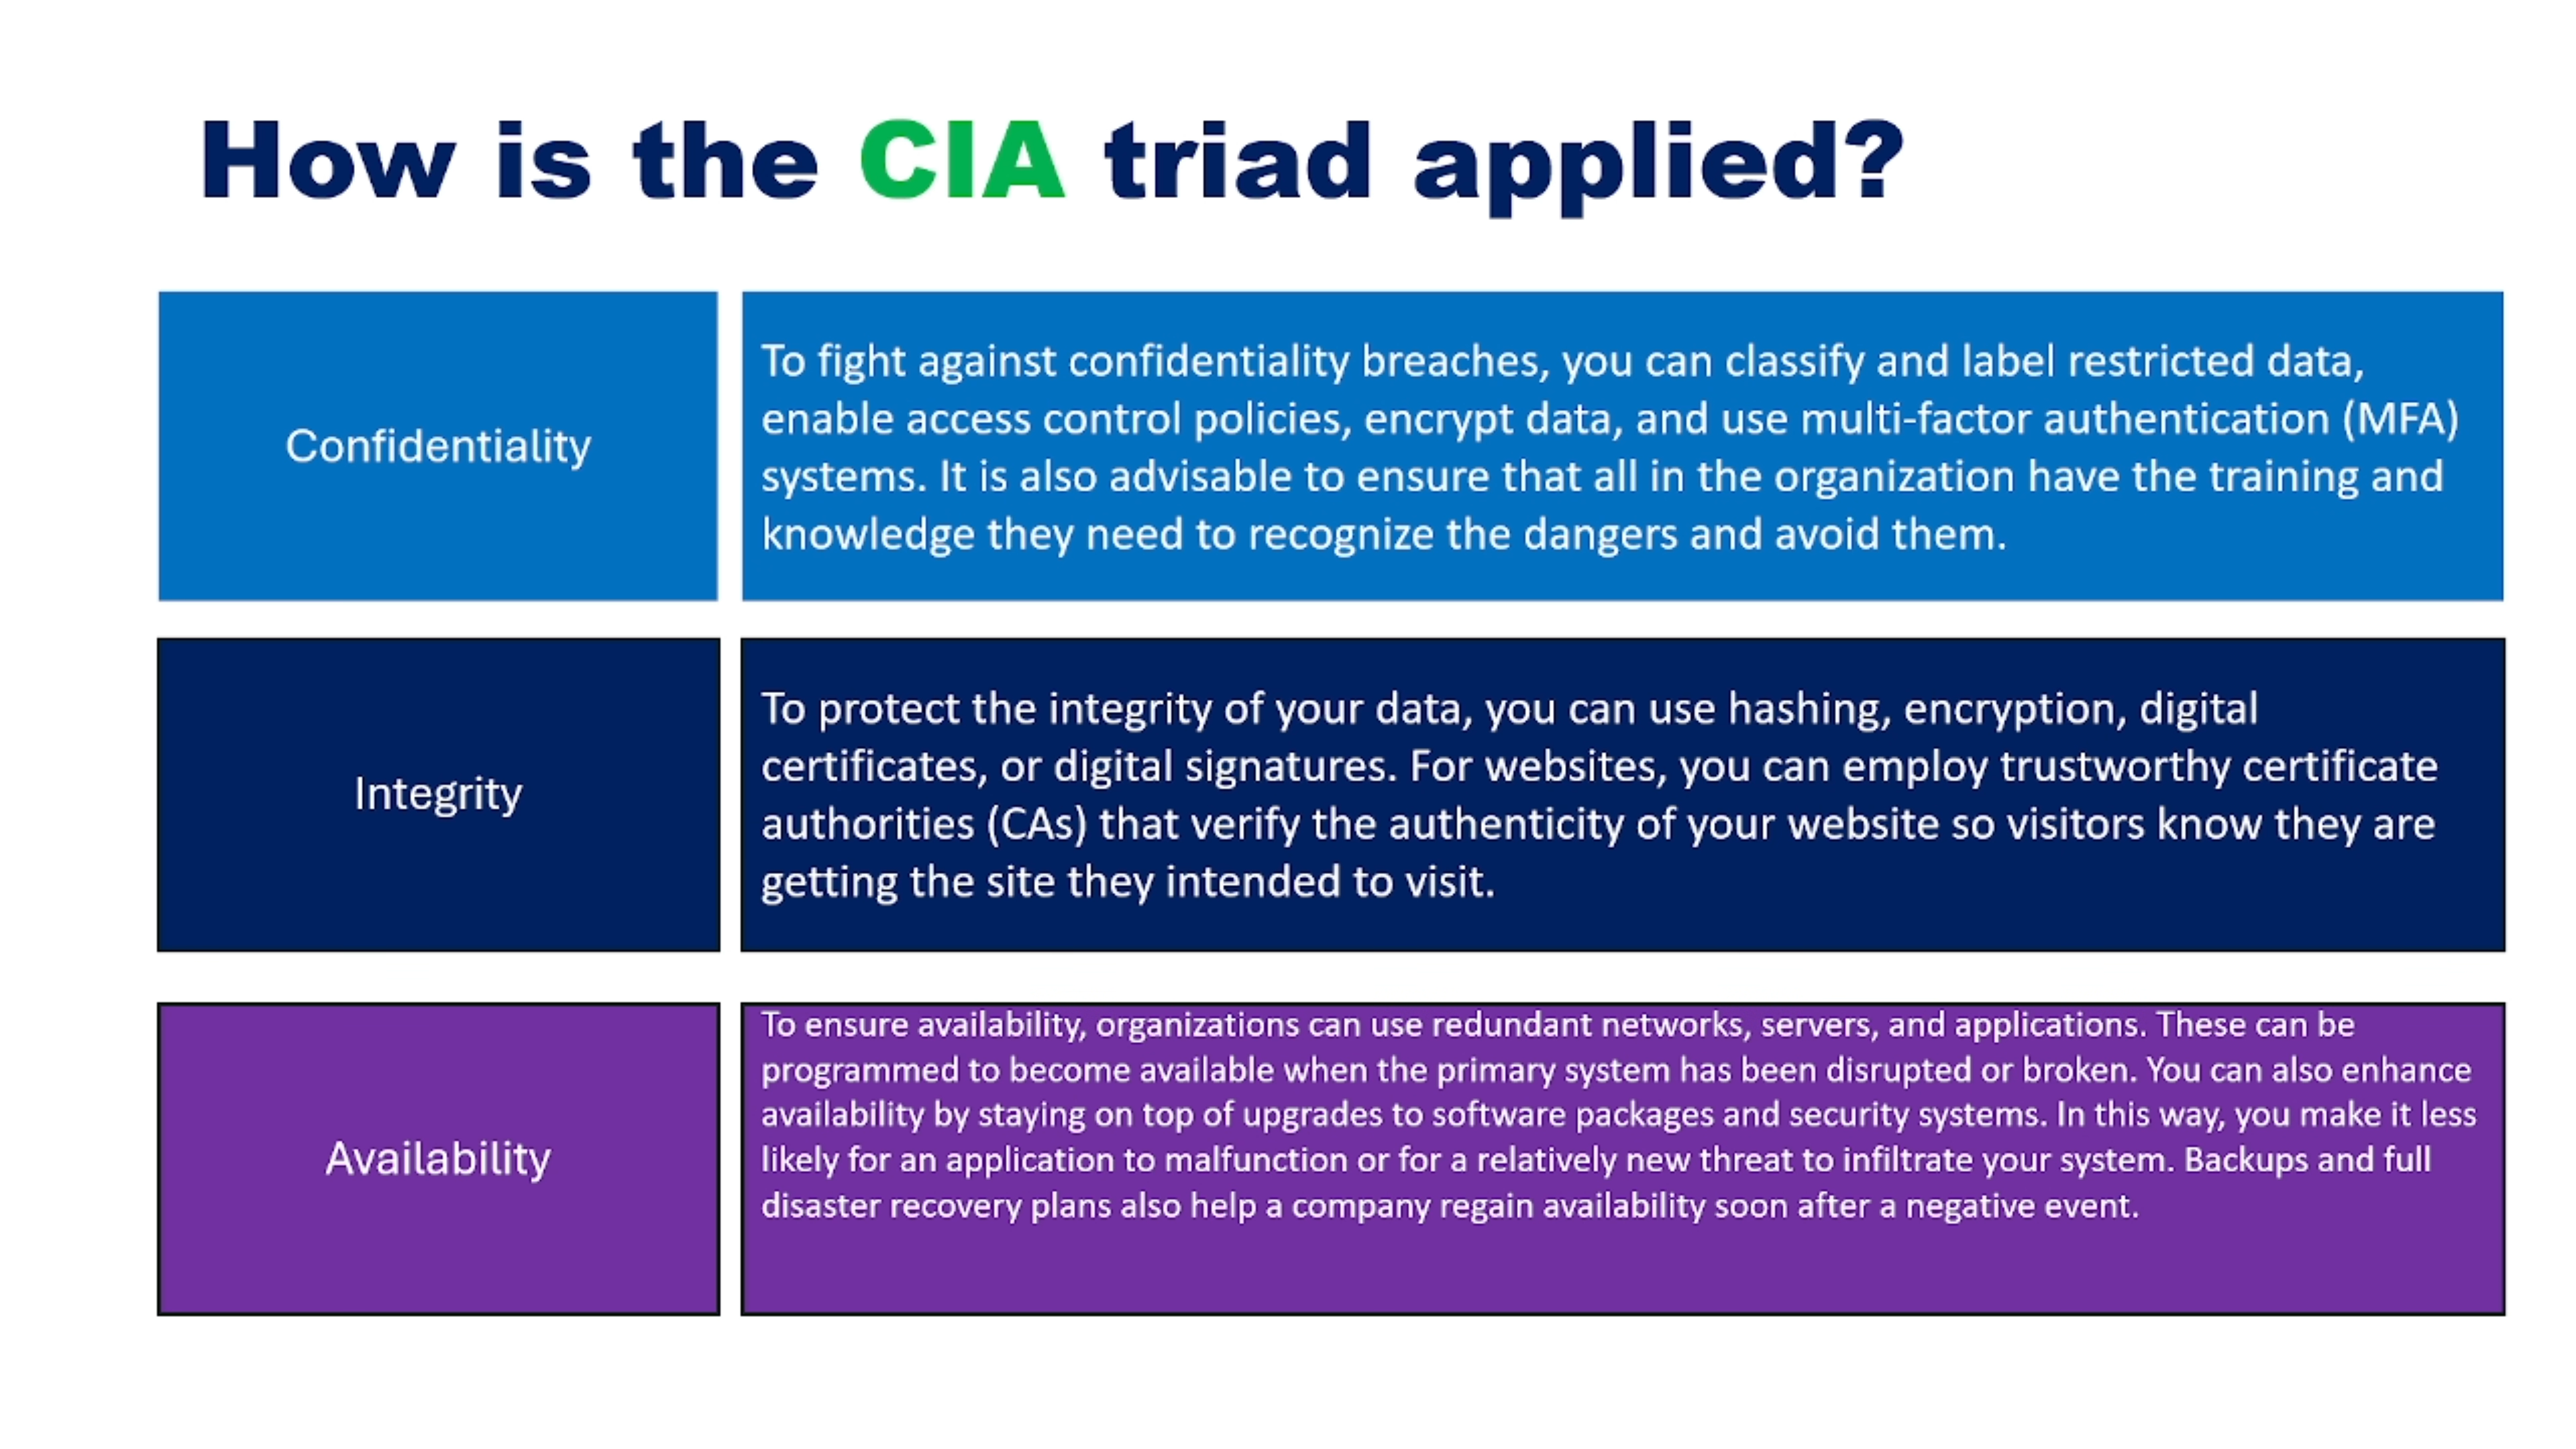 How is the CIA triad applied?
Confidentiality
To fight against confidentiality breaches, you can classify and label restricted data,
enable access control policies, encrypt data, and use multi-factor authentication (MFA)
systems. It is also advisable to ensure that all in the organization have the training and
knowledge they need to recognize the dangers and avoid them.
Integrity
To protect the integrity of your data, you can use hashing, encryption, digital
certificates, or digital signatures. For websites, you can employ trustworthy certificate
authorities (CAs) that verify the authenticity of your website so visitors know they are
getting the site they intended to visit.
Availability
To ensure availability, organizations can use redundant networks, servers, and applications. These can be
programmed to become available when the primary system has been disrupted or broken. You can also enhance
availability by staying on top of upgrades to software packages and security systems. In this way, you make it less
likely for an application to malfunction or for a relatively new threat to infiltrate your system. Backups and full
disaster recovery plans also help a company regain availability soon after a negative event.